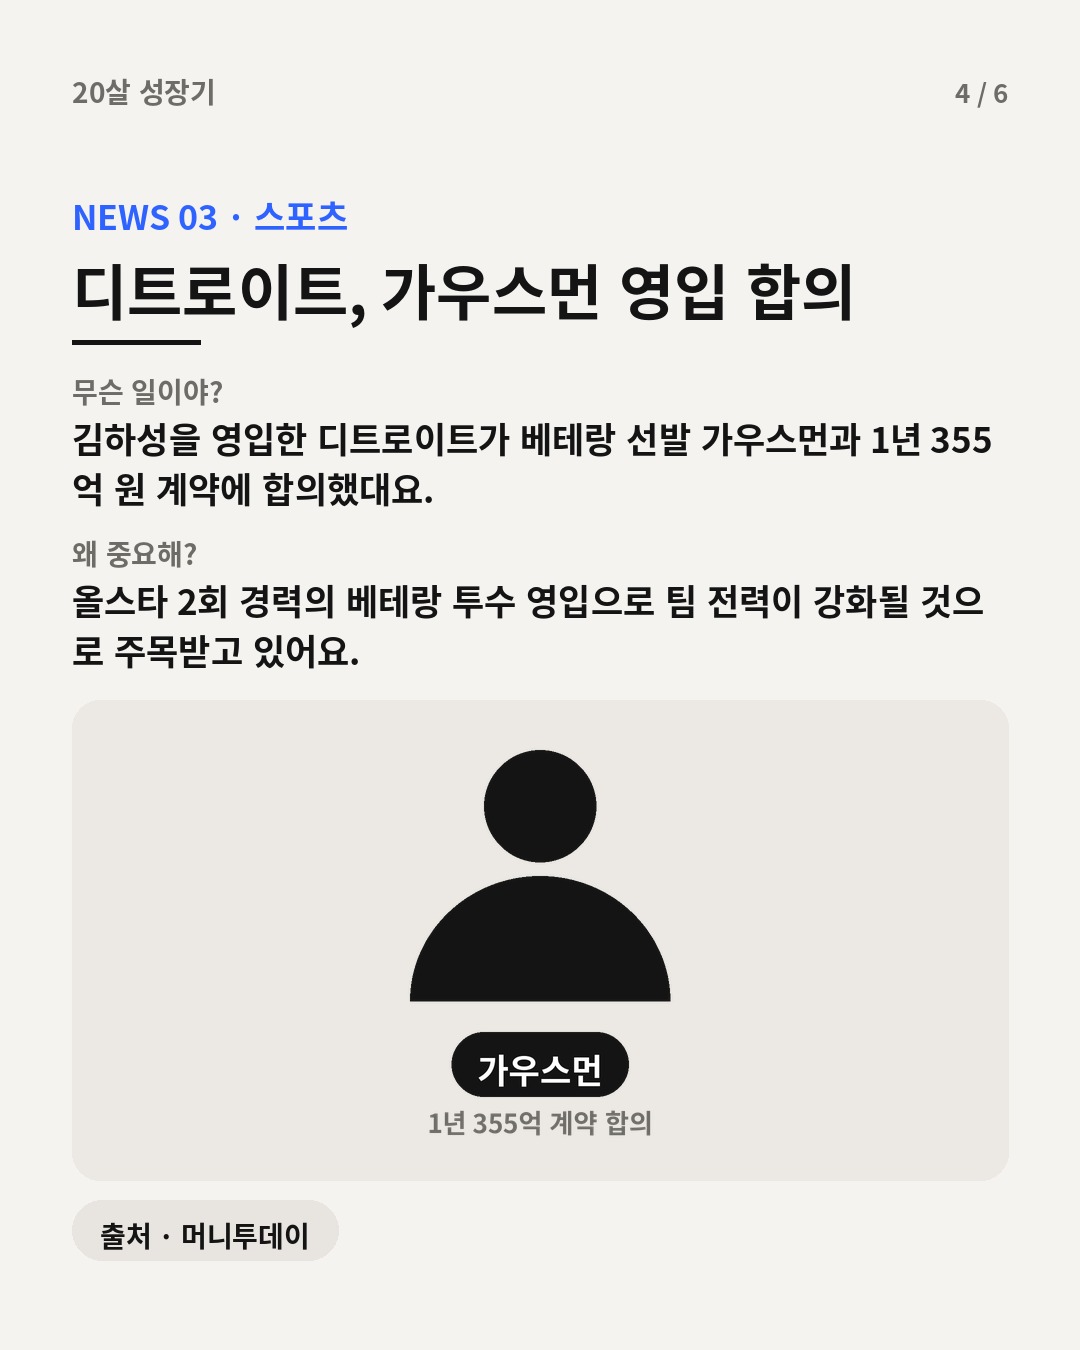 20살 성장기
4 / 6
NEWS 03 · 스포츠
디트로이트, 가우스먼 영입 합의
무슨 일이야?
김하성을 영입한 디트로이트가 베테랑 선발 가우스먼과 1년 355
억 원 계약에 합의했대요.
왜 중요해?
올스타 2회 경력의 베테랑 투수 영입으로 팀 전력이 강화될 것으
로 주목받고 있어요.
가우스먼
1년 355억 계약 합의
출처 · 머니투데이